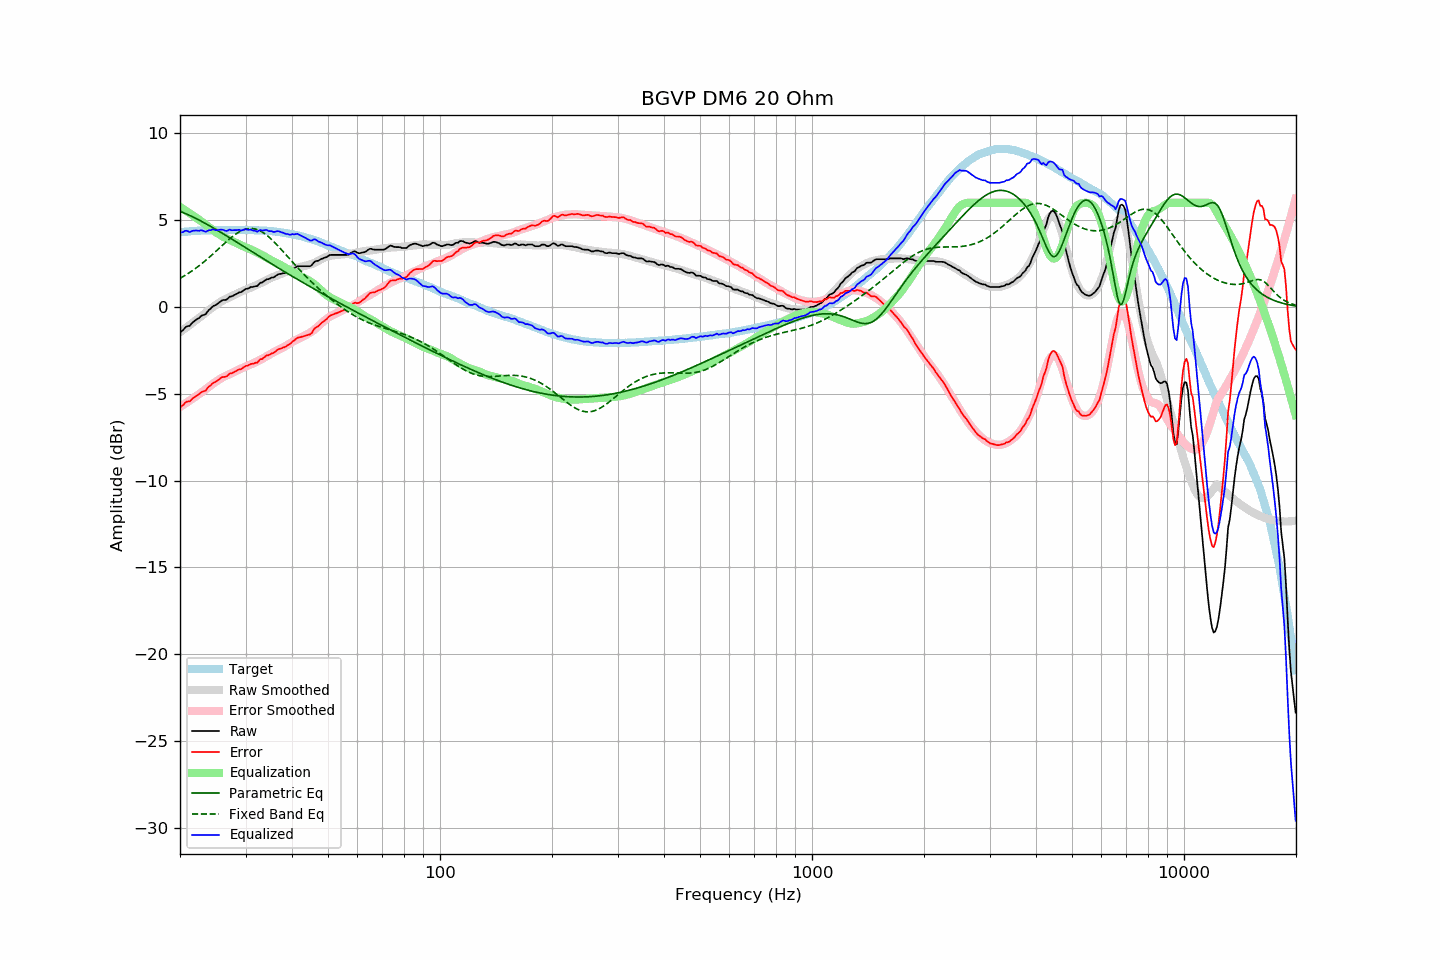 BGVP DM6 20 Ohm
10
5
0
−5
−10
−15
−20
−25
−30
Amplitude (dBr)
Target
Raw Smoothed
Error Smoothed
Raw
Error
Equalization
Parametric Eq
Fixed Band Eq
Equalized
100
1000
10000
Frequency (Hz)